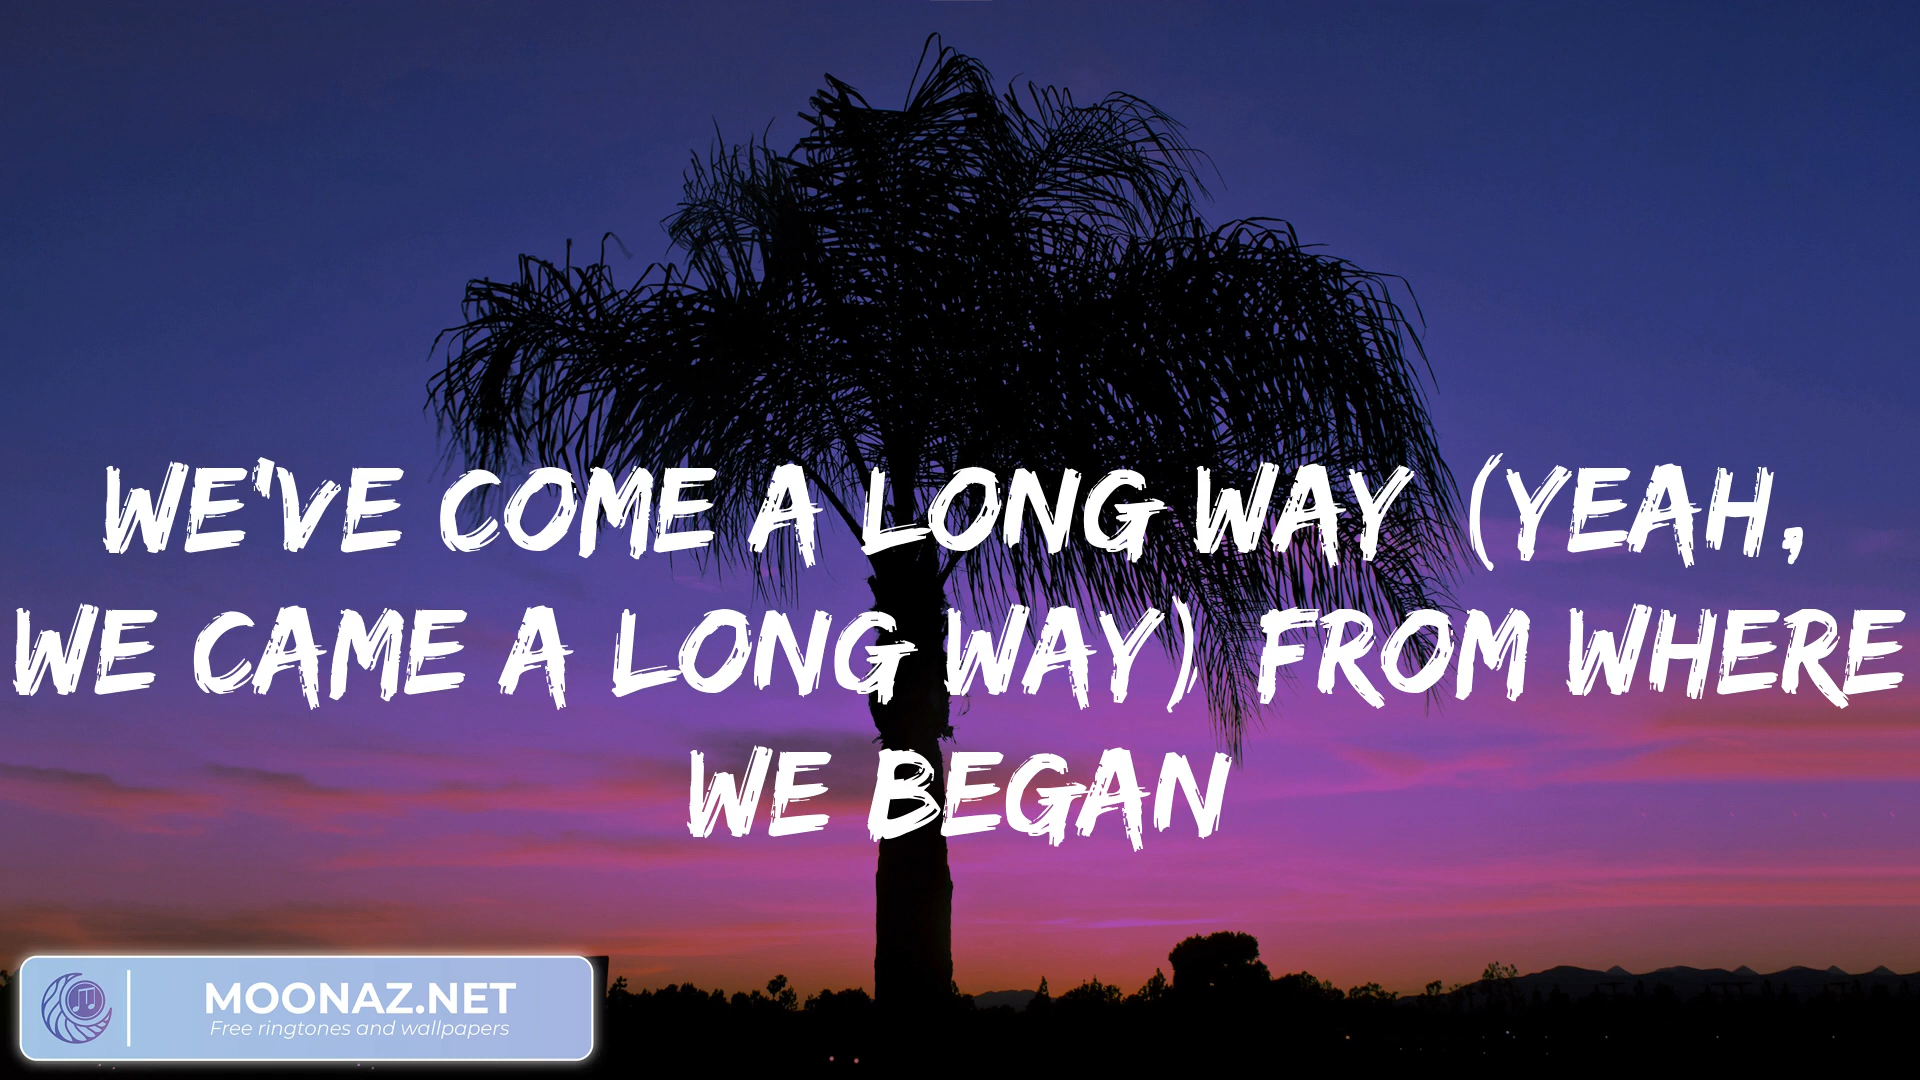 WE'VE COME A LONG WAY (YEAH,
WE CAME A LONG WAY) FROM WHERE
WE BEGAN
MOONAZ.NET
Free ringtones and wallpapers